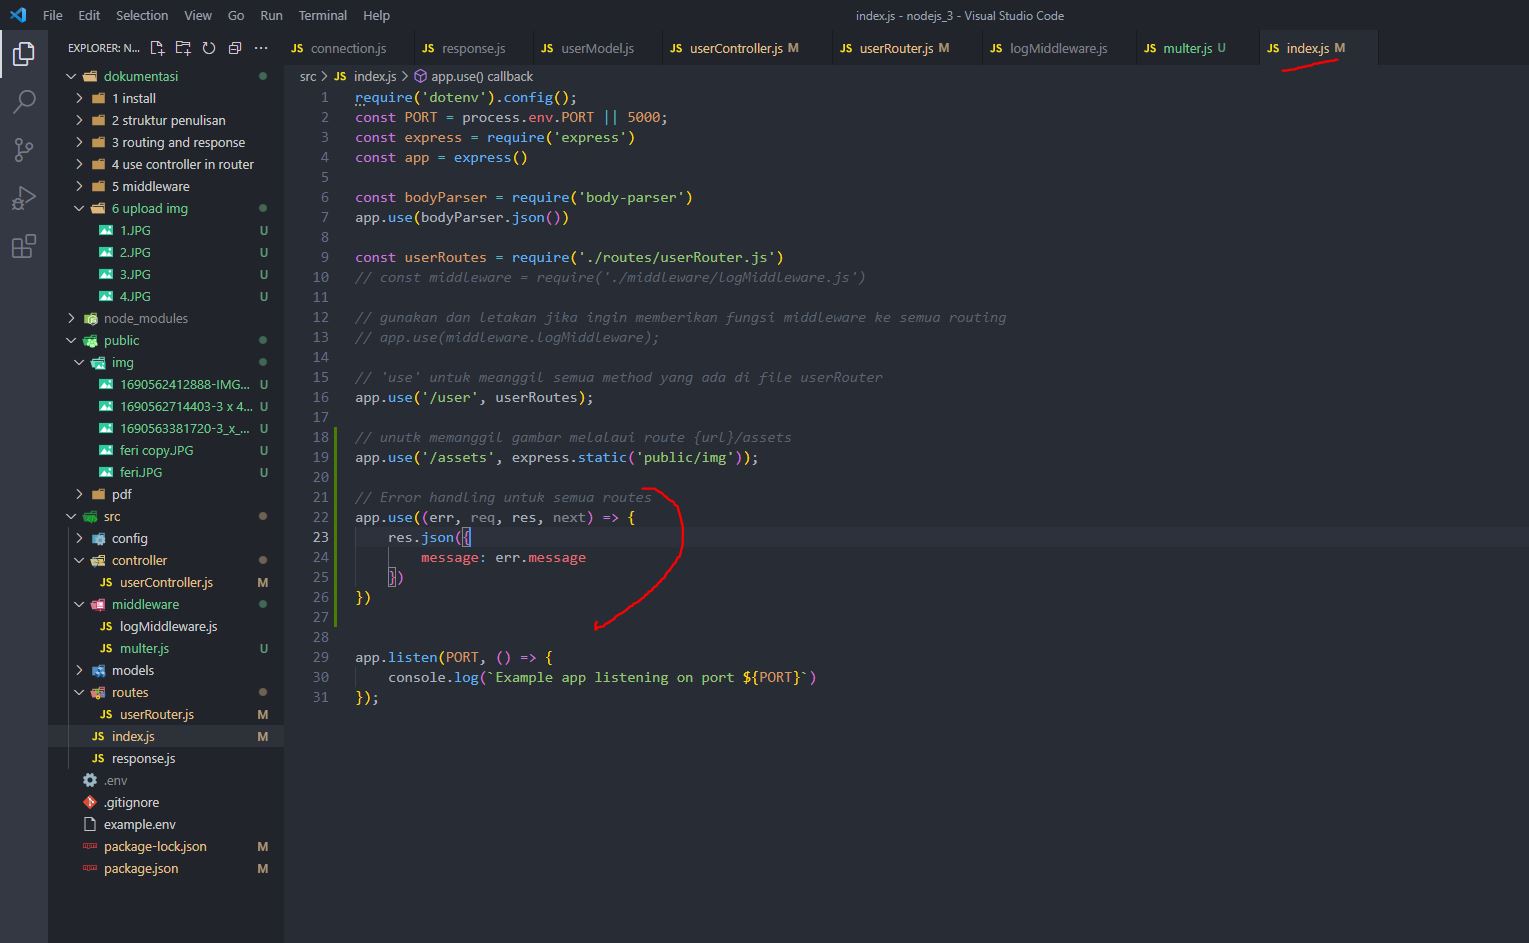 File Edit Selection View Go Run Terminal Help
index.js - nodejs_3 - Visual Studio Code
EXPLORER: N...
dokumentasi
1 install
2 struktur penulisan
3 routing and response
4 use controller in router
5 middleware
6 upload img
1.JPG U
2.JPG U
3.JPG U
4.JPG U
node_modules
public
img
1690562412888-IMG... U
1690562714403-3 x 4... U
1690563381720-3_x_... U
feri copy.JPG U
feri.JPG U
pdf
src
config
controller
JS userController.js M
middleware
JS logMiddleware.js
JS multer.js U
models
routes
JS userRouter.js M
JS index.js M
JS response.js
.env
.gitignore
example.env
package-lock.json M
package.json M
JS connection.js
JS response.js
JS userModel.js
JS userController.js M
JS userRouter.js M
JS logMiddleware.js
JS multer.js U
JS index.js M
src > JS index.js > app.use() callback
1 require('dotenv').config();
2 const PORT = process.env.PORT || 5000;
3 const express = require('express')
4 const app = express()
5
6 const bodyParser = require('body-parser')
7 app.use(bodyParser.json())
8
9 const userRoutes = require('./routes/userRouter.js')
10 // const middleware = require('./middleware/logMiddleware.js')
11
12 // gunakan dan letakan jika ingin memberikan fungsi middleware ke semua routing
13 // app.use(middleware.logMiddleware);
14
15 // 'use' untuk meanggil semua method yang ada di file userRouter
16 app.use('/user', userRoutes);
17
18 // unutk memanggil gambar melalaui route {url}/assets
19 app.use('/assets', express.static('public/img'));
20
21 // Error handling untuk semua routes
22 app.use((err, req, res, next) => {
23 res.json({
24 message: err.message
25 })
26 })
27
28
29 app.listen(PORT, () => {
30 console.log(`Example app listening on port ${PORT}`)
31 });